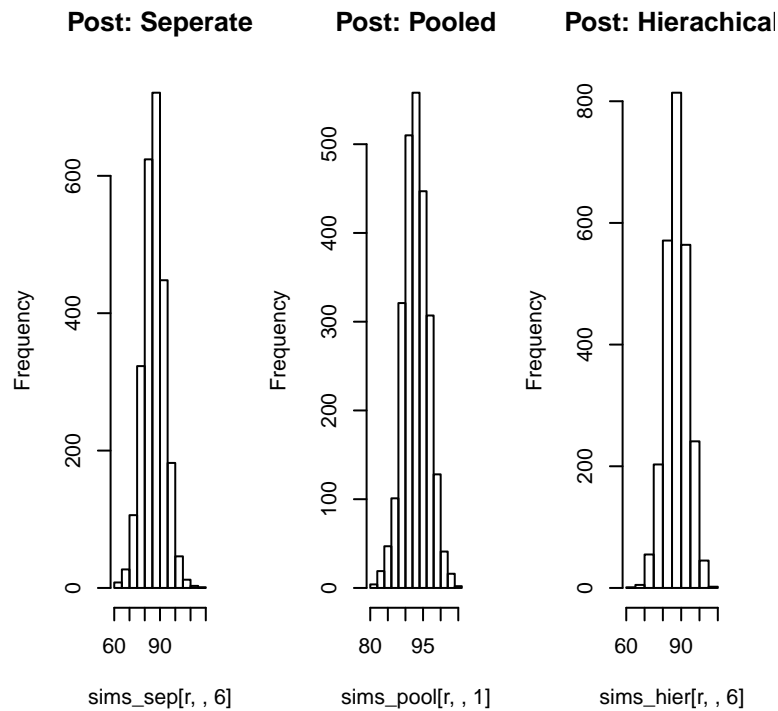 Post: Seperate
Frequency
0 200 400 600
60 90
sims_sep[r, , 6]
Post: Pooled
Frequency
0 100 200 300 400 500
80 95
sims_pool[r, , 1]
Post: Hierachical
Frequency
0 200 400 600 800
60 90
sims_hier[r, , 6]